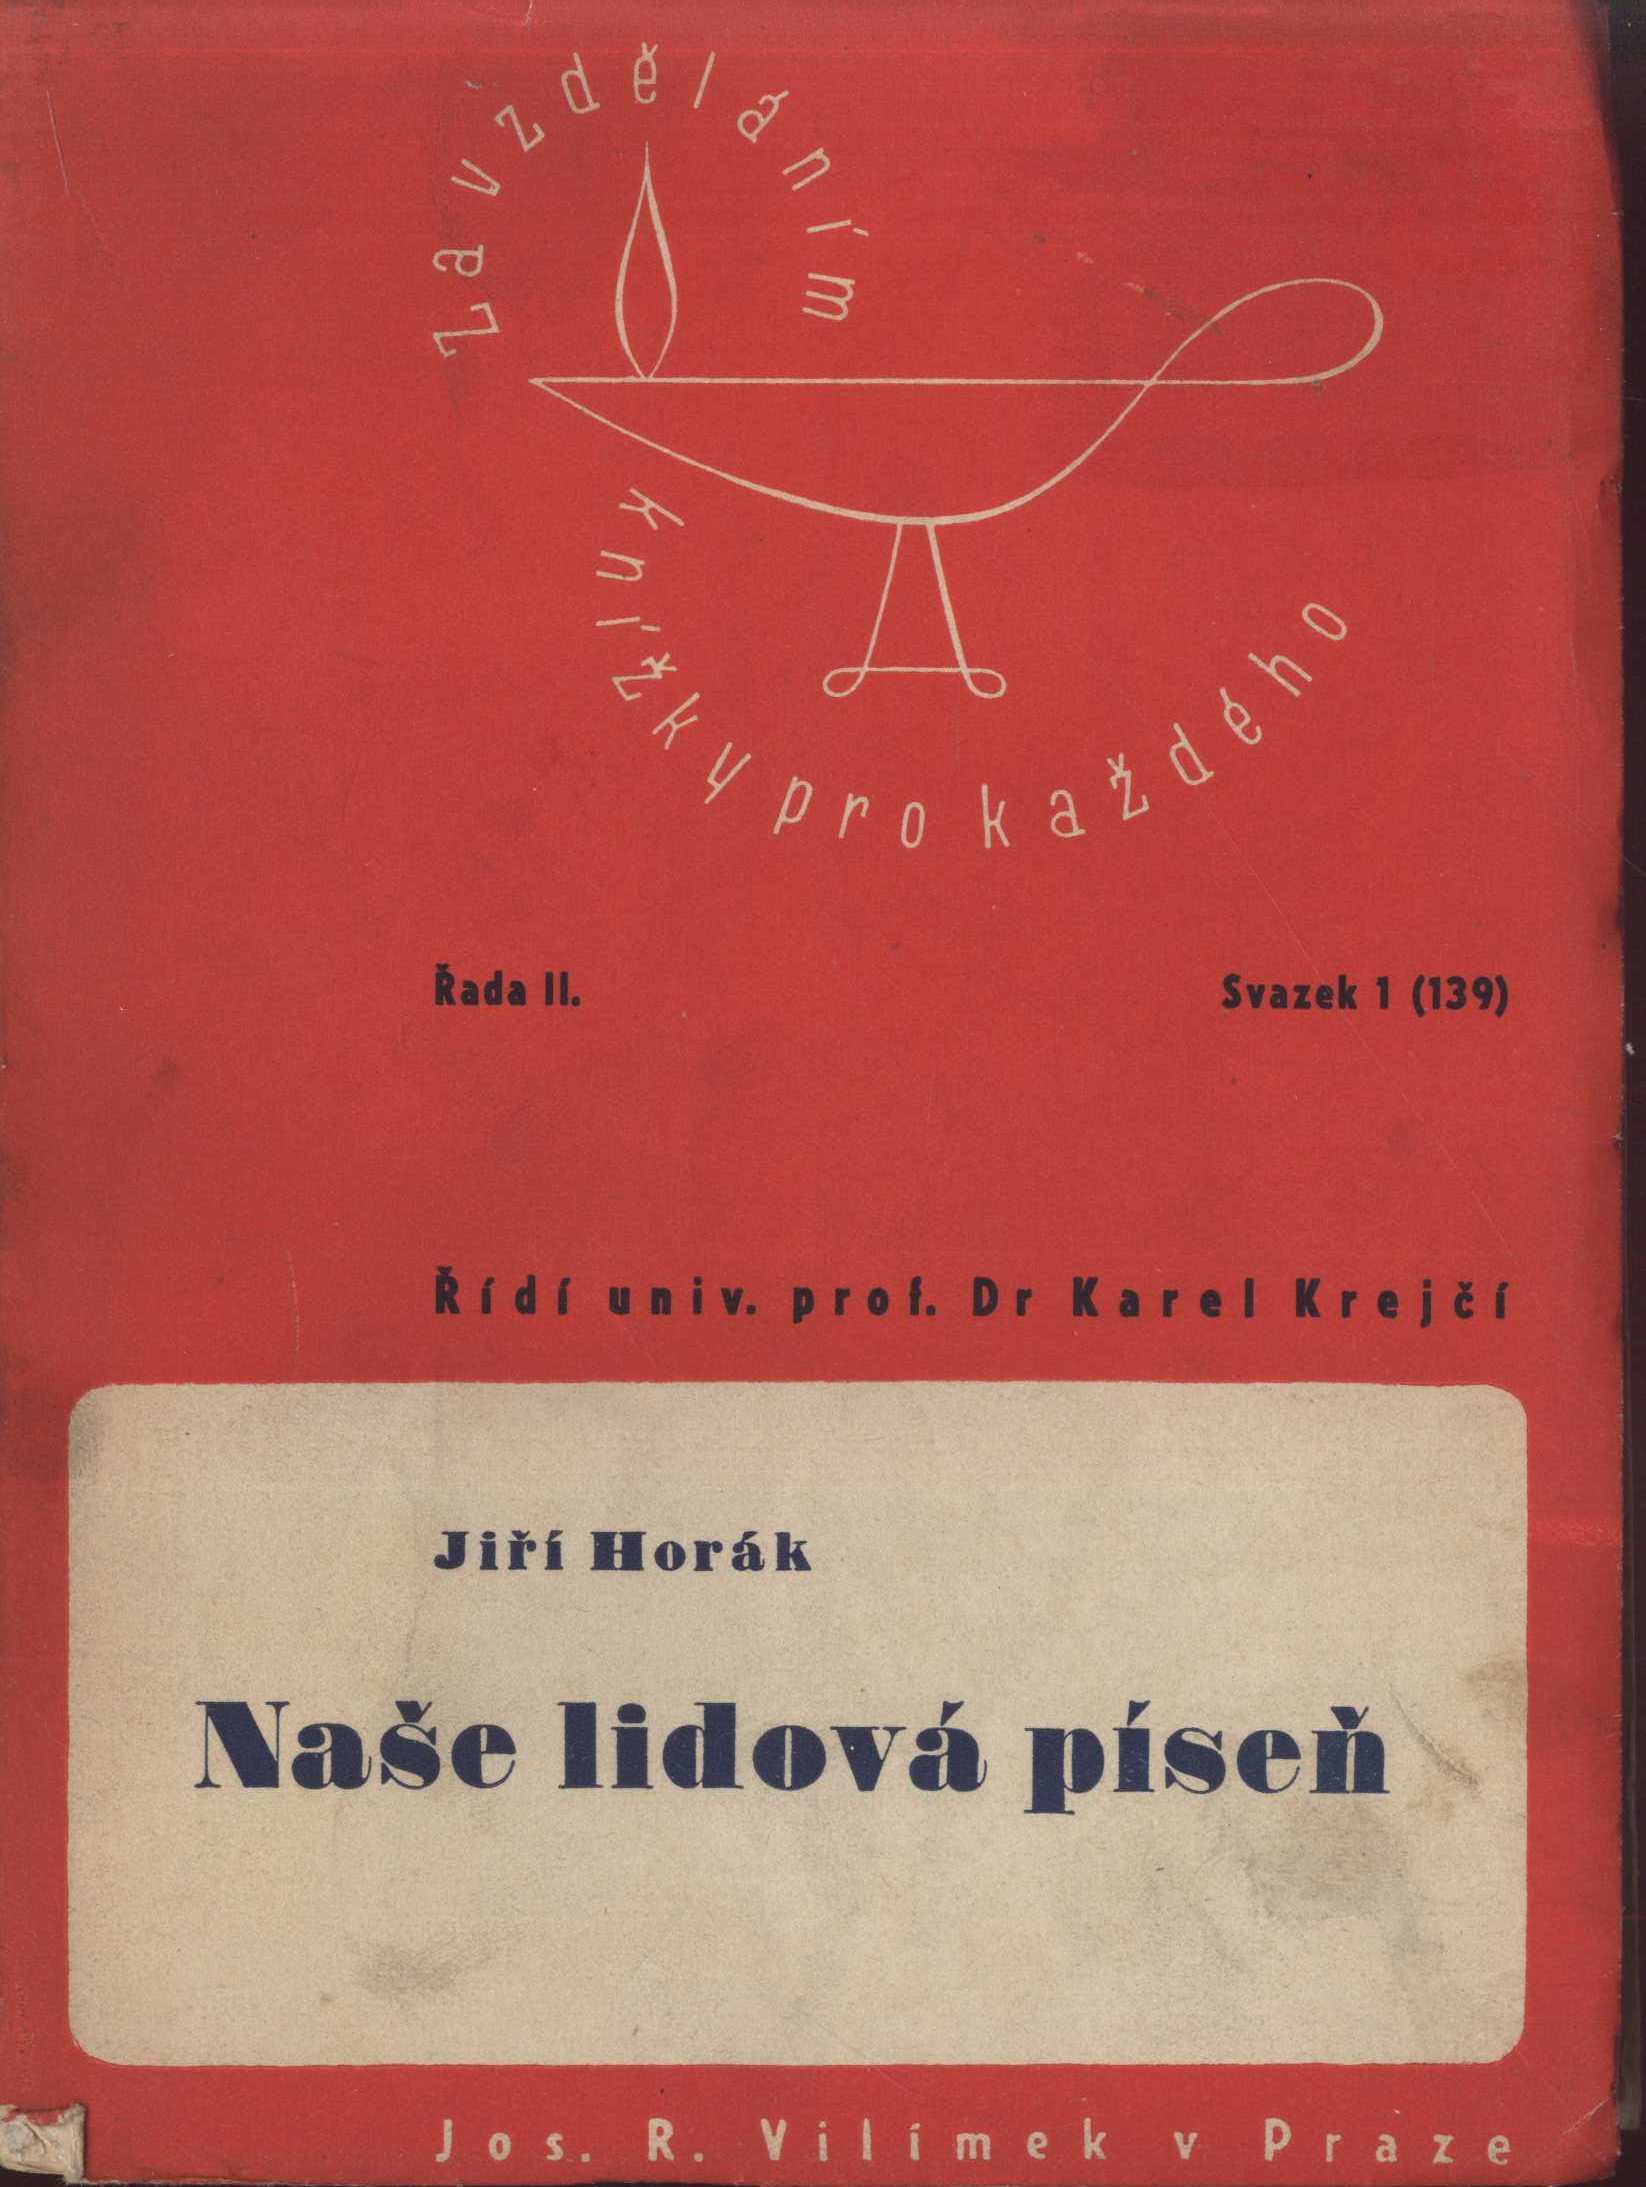 Za vzděláním
knížky pro každého
Řada II.
Svazek 1 (139)
Řídí univ. prof. Dr Karel Krejčí
Jiří Horák
Naše lidová píseň
Jos. R. Vilímek v Praze